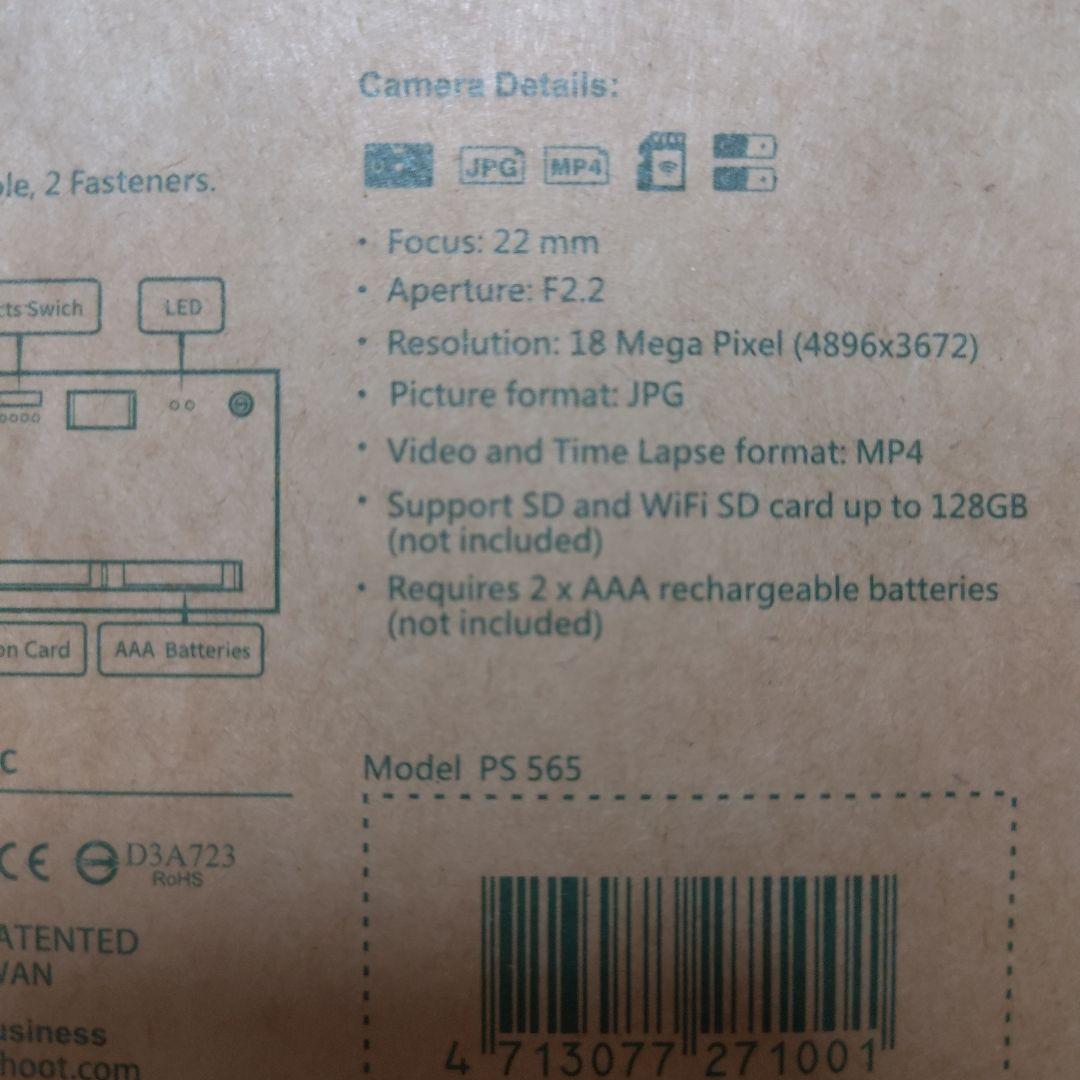 Camera Details:
JPG MP4
ple, 2 Fasteners.
• Focus: 22 mm
• Aperture: F2.2
cts Swich
LED
• Resolution: 18 Mega Pixel (4896x3672)
• Picture format: JPG
• Video and Time Lapse format: MP4
• Support SD and WiFi SD card up to 128GB
(not included)
• Requires 2 x AAA rechargeable batteries
(not included)
on Card
AAA Batteries
C
Model PS 565
CE D3A723
RoHS
ATENTED
WAN
usiness
hoot.com
4 713077 271001